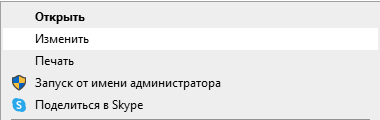 Открыть
Изменить
Печать
Запуск от имени администратора
Поделиться в Skype